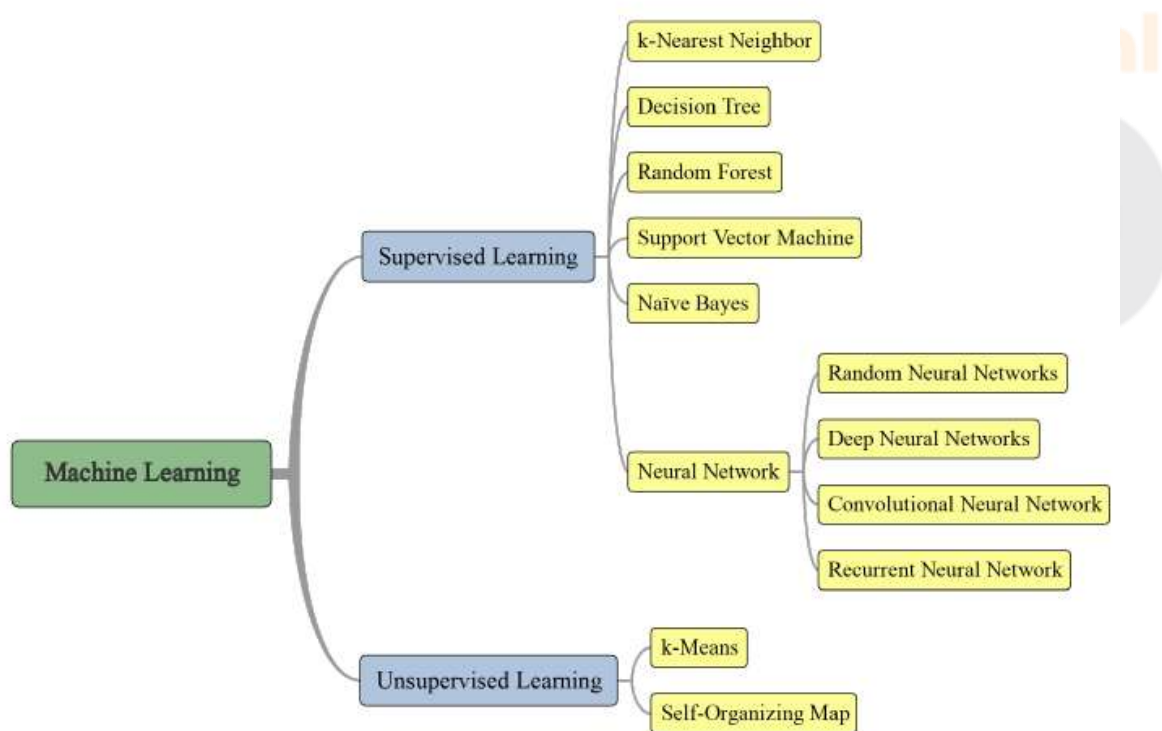 k-Nearest Neighbor
Decision Tree
Random Forest
Support Vector Machine
Supervised Learning
Naīve Bayes
Random Neural Networks
Deep Neural Networks
Neural Network
Machine Learning
Convolutional Neural Network
Recurrent Neural Network
k-Means
Unsupervised Learning
Self-Organizing Map